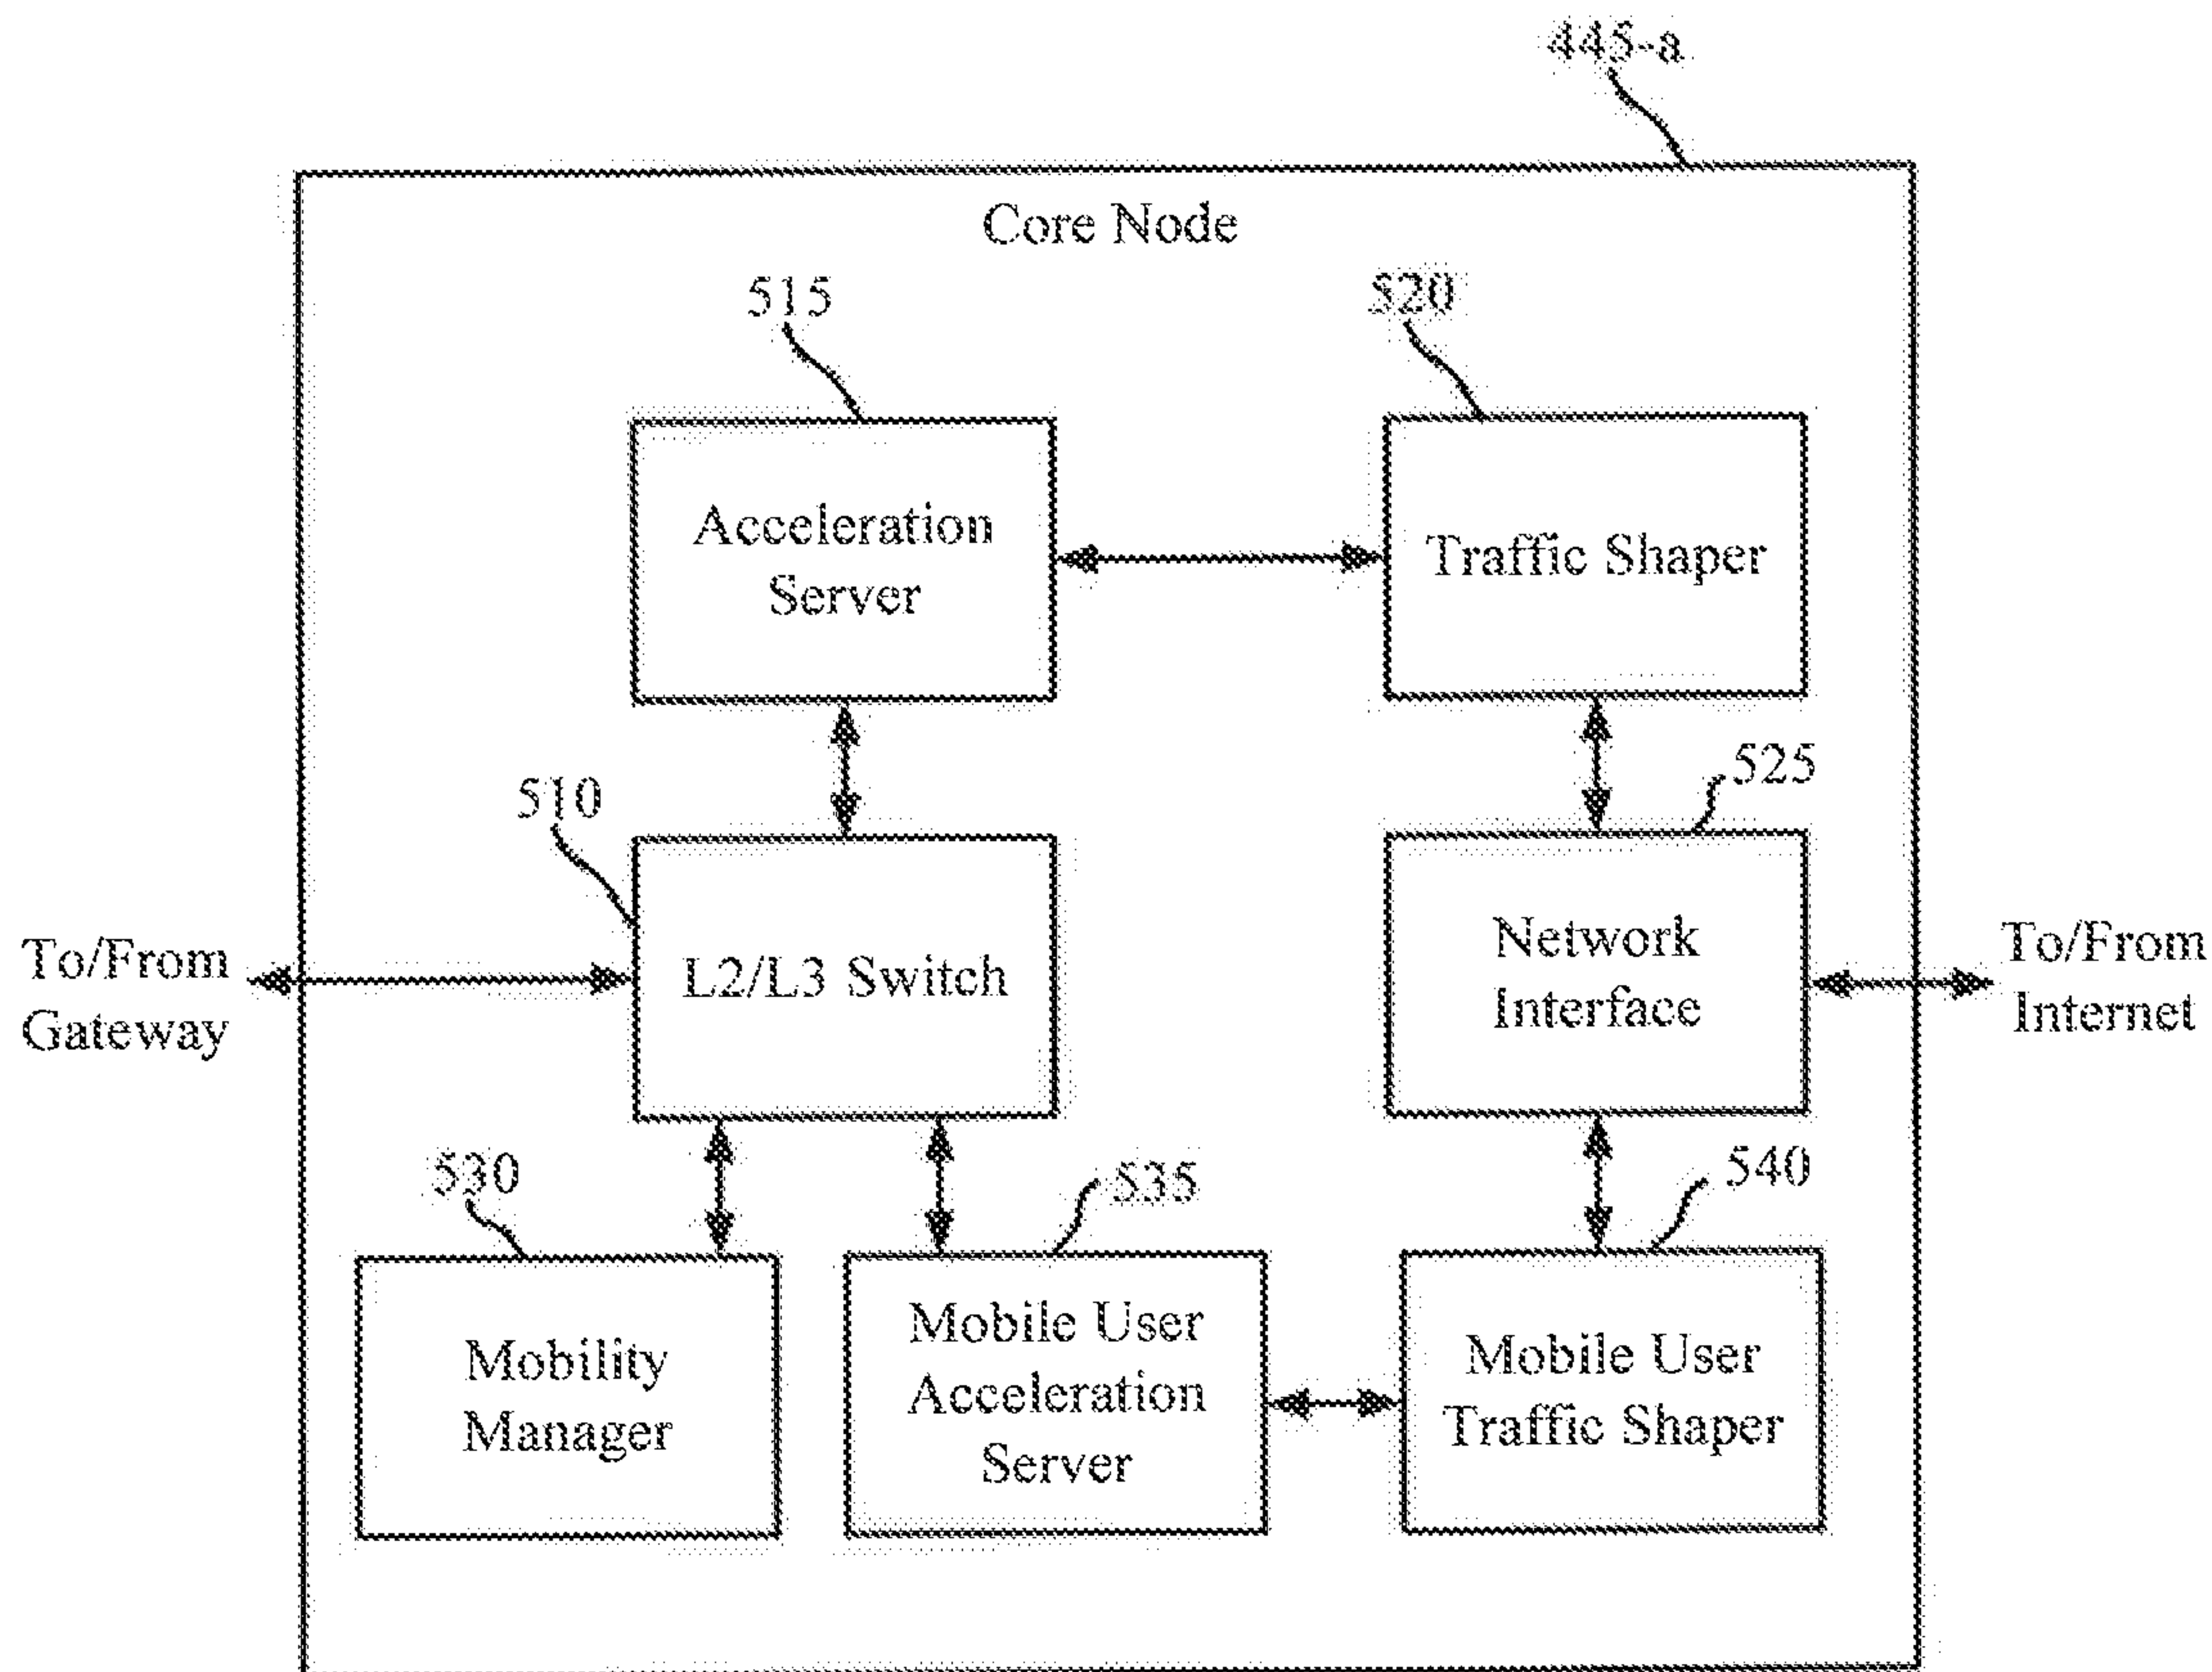 445-a
Core Node
515
520
Acceleration
Server
Traffic Shaper
510
525
To/From
Gateway
L2/L3 Switch
Network
Interface
To/From
Internet
530
535
540
Mobility
Manager
Mobile User
Acceleration
Server
Mobile User
Traffic Shaper